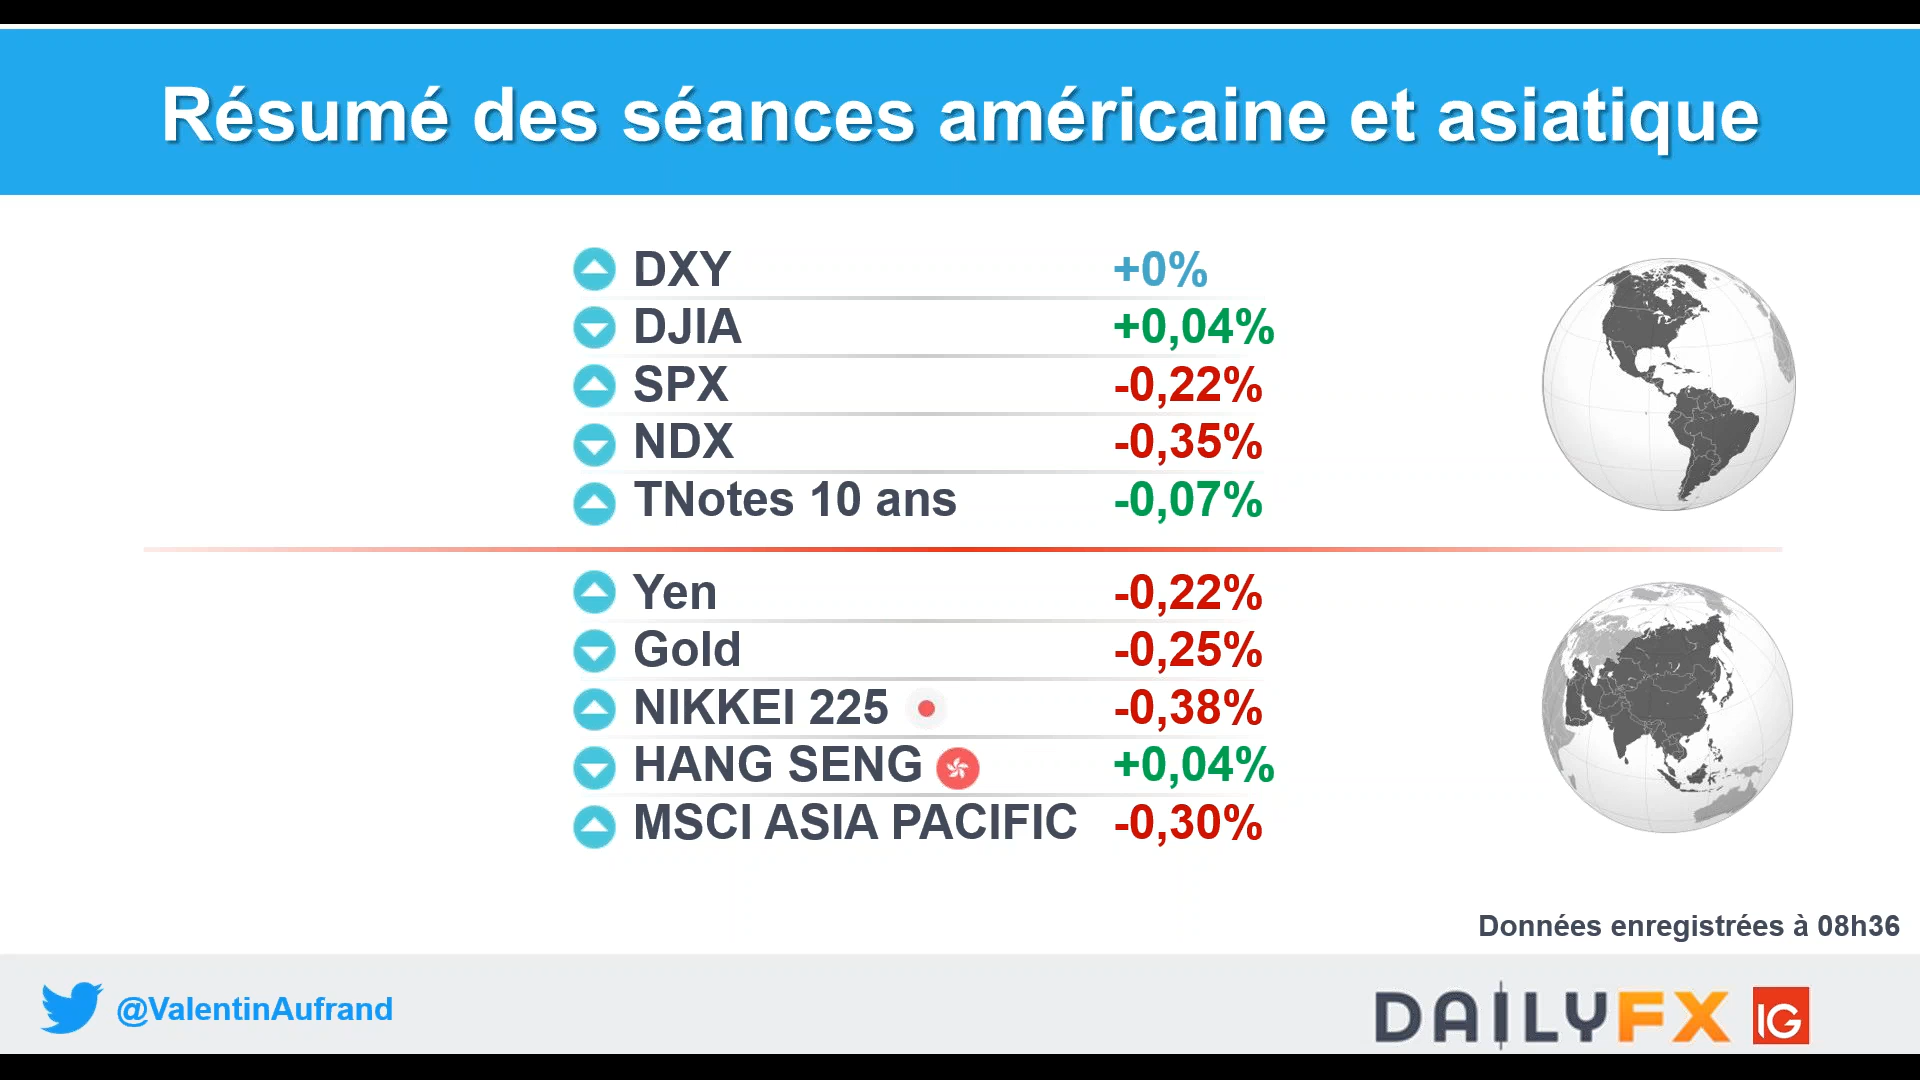 Résumé des séances américaine et asiatique
DXY +0%
DJIA +0,04%
SPX -0,22%
NDX -0,35%
TNotes 10 ans -0,07%
Yen -0,22%
Gold -0,25%
NIKKEI 225 -0,38%
HANG SENG +0,04%
MSCI ASIA PACIFIC -0,30%
Données enregistrées à 08h36
@ValentinAufrand
DAILYFX IG